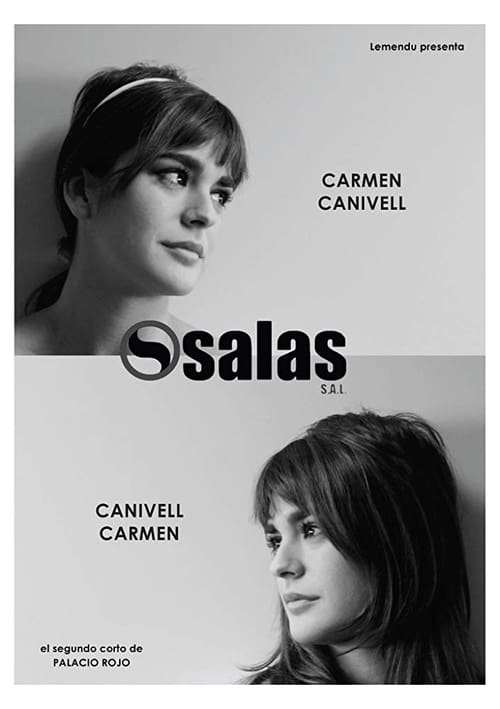 Lemendu presenta
CARMEN
CANIVELL
salas
S.A.L.
CANIVELL
CARMEN
el segundo corto de
PALACIO ROJO